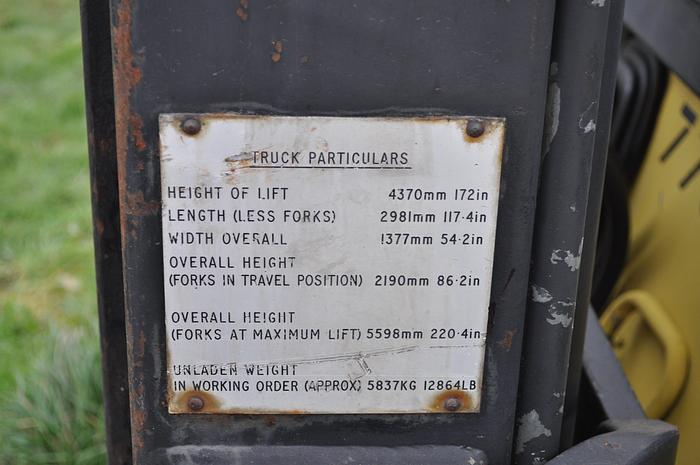 TRUCK PARTICULARS
HEIGHT OF LIFT 4370mm 172in
LENGTH (LESS FORKS) 2981mm 117·4in
WIDTH OVERALL 1377mm 54·2in
OVERALL HEIGHT
(FORKS IN TRAVEL POSITION) 2190mm 86·2in
OVERALL HEIGHT
(FORKS AT MAXIMUM LIFT) 5598mm 220·4in
UNLADEN WEIGHT
IN WORKING ORDER (APPROX) 5837KG 12864LB